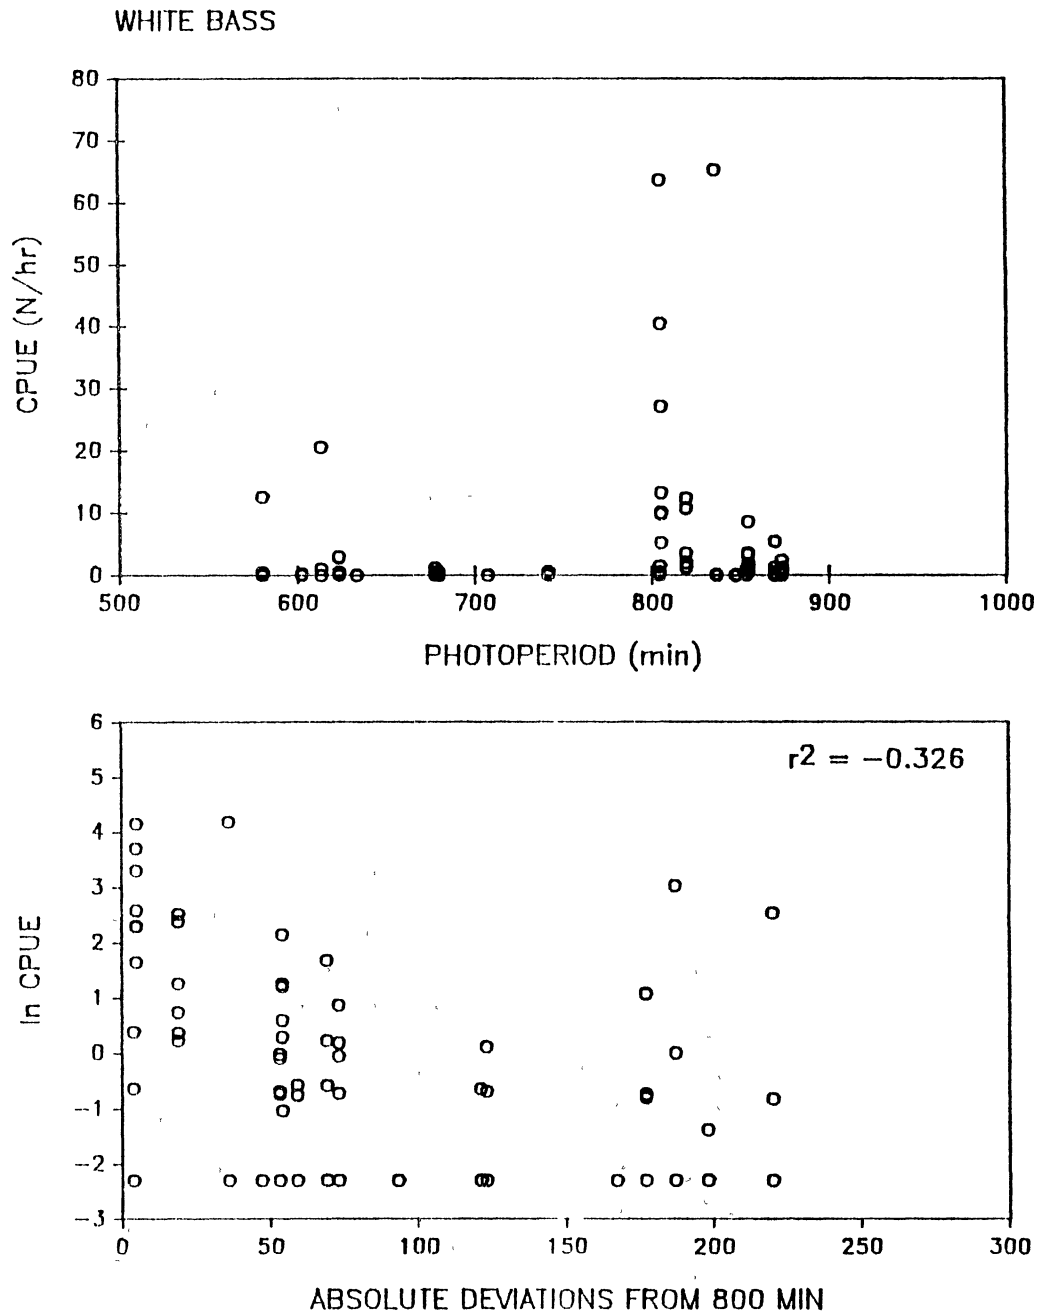 WHITE BASS
80
70
60
50
40
30
20
10
0
CPUE (N/hr)
500 600 700 800 900 1000
PHOTOPERIOD (min)
r2 = −0.326
6
5
4
3
2
1
0
−1
−2
−3
ln CPUE
0 50 100 150 200 250 300
ABSOLUTE DEVIATIONS FROM 800 MIN